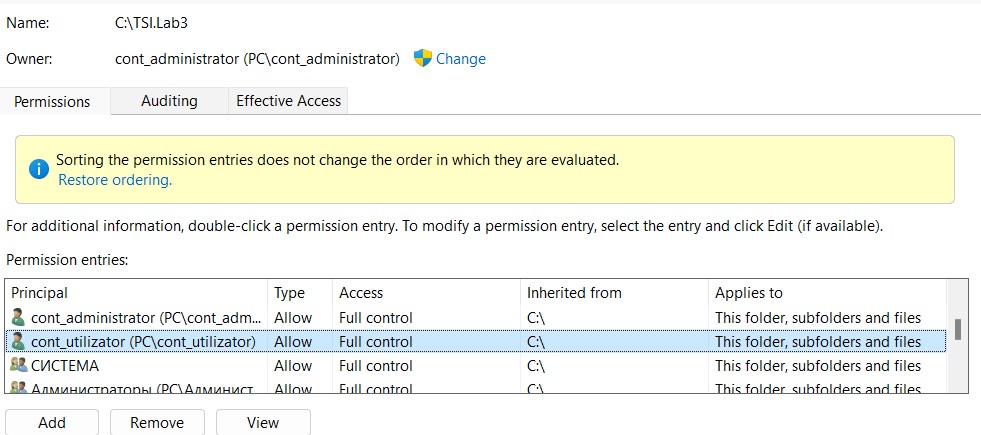 Name: C:\TSI.Lab3
Owner: cont_administrator (PC\cont_administrator) Change
Permissions Auditing Effective Access
Sorting the permission entries does not change the order in which they are evaluated.
Restore ordering.
For additional information, double-click a permission entry. To modify a permission entry, select the entry and click Edit (if available).
Permission entries:
Principal Type Access Inherited from Applies to
cont_administrator (PC\cont_adm... Allow Full control C:\ This folder, subfolders and files
cont_utilizator (PC\cont_utilizator) Allow Full control C:\ This folder, subfolders and files
СИСТЕМА Allow Full control C:\ This folder, subfolders and files
Администраторы (PC\Админист... Allow Full control C:\ This folder, subfolders and files
Add Remove View